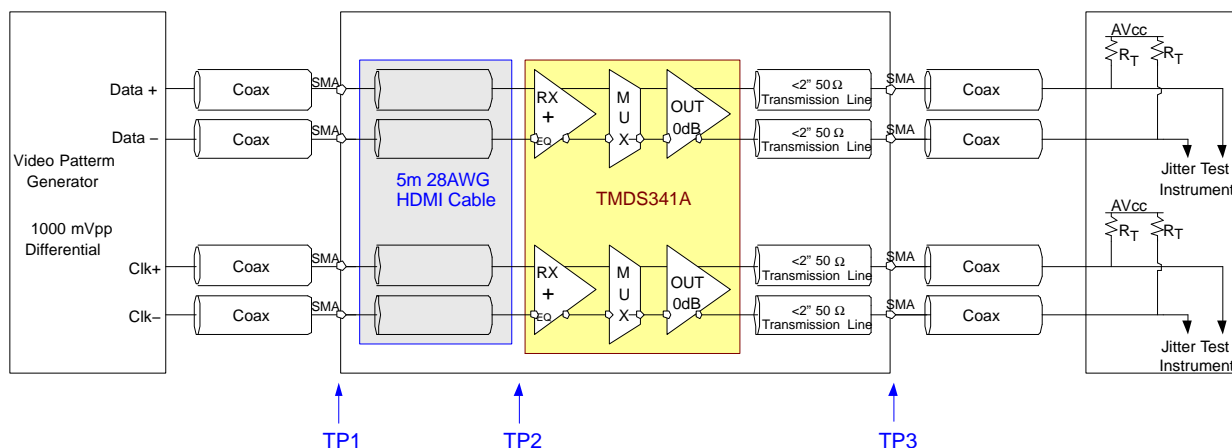 Video Patterm
Generator
1000 mVpp
Differential
Data +
Data −
Clk+
Clk−
Coax
Coax
Coax
Coax
SMA
SMA
SMA
SMA
5m 28AWG
HDMI Cable
RX
+
EQ
M
U
X
OUT
0dB
TMDS341A
RX
+
EQ
M
U
X
OUT
0dB
<2" 50 Ω
Transmission Line
<2" 50 Ω
Transmission Line
<2" 50 Ω
Transmission Line
<2" 50 Ω
Transmission Line
SMA
SMA
SMA
SMA
Coax
Coax
Coax
Coax
AVcc
RT
RT
Jitter Test
Instrument
AVcc
RT
RT
Jitter Test
Instrument
TP1
TP2
TP3